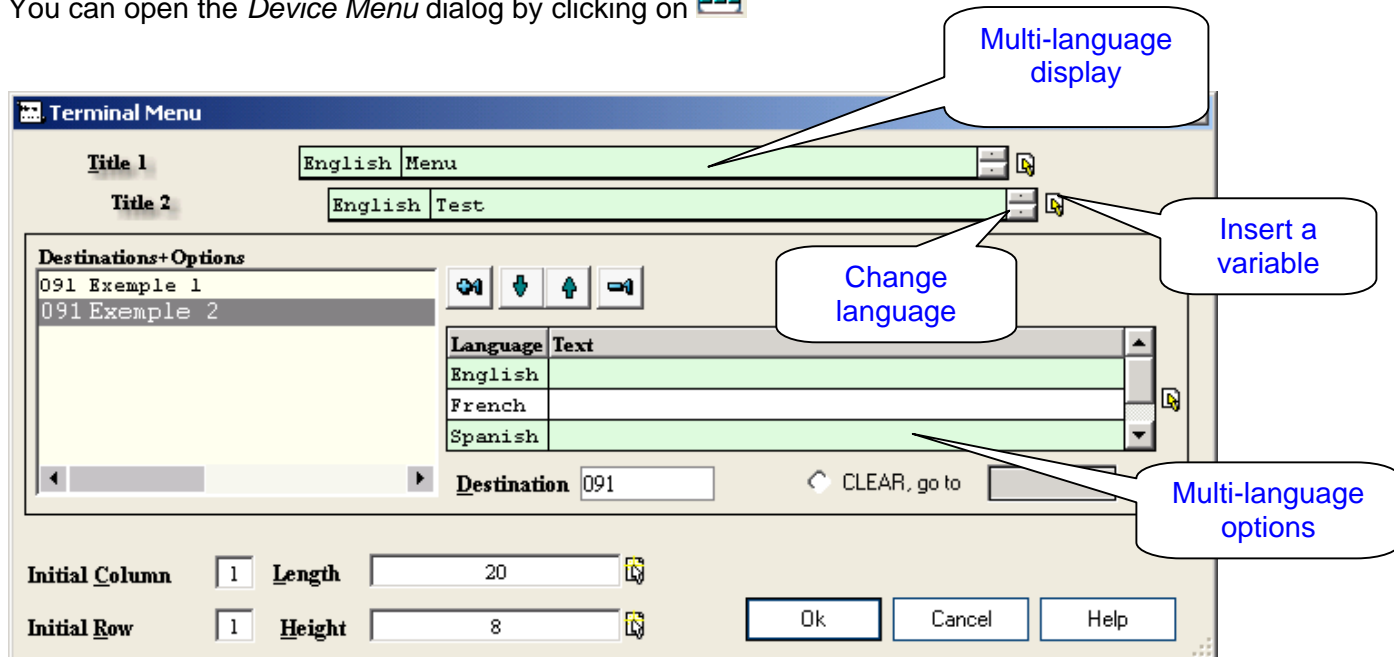 You can open the Device Menu dialog by clicking on
Multi-language
display
Terminal Menu
Title 1
English Menu
Title 2
English Test
Insert a
variable
Change
language
Destinations+Options
091 Exemple 1
091 Exemple 2
Language Text
English
French
Spanish
Destination 091
CLEAR, go to
Multi-language
options
Initial Column 1 Length 20
Initial Row 1 Height 8
Ok Cancel Help